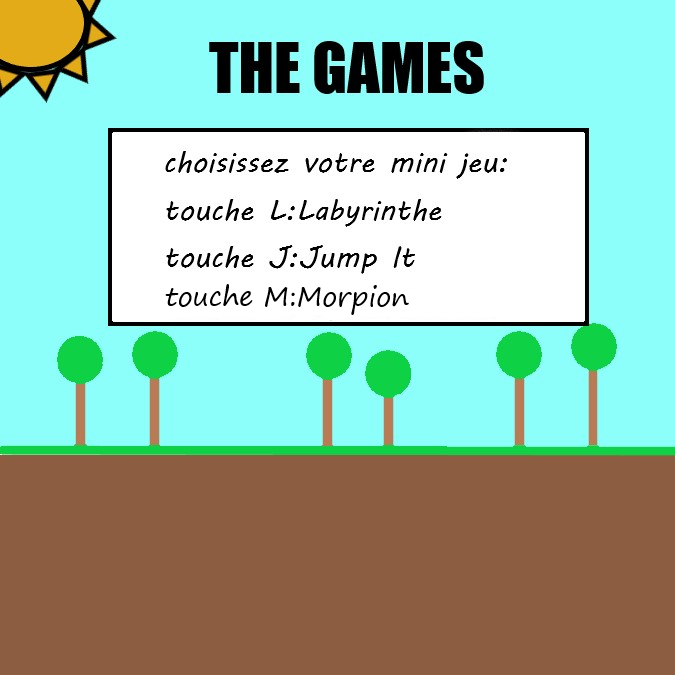 THE GAMES
choisissez votre mini jeu:
touche L:Labyrinthe
touche J:Jump It
touche M:Morpion